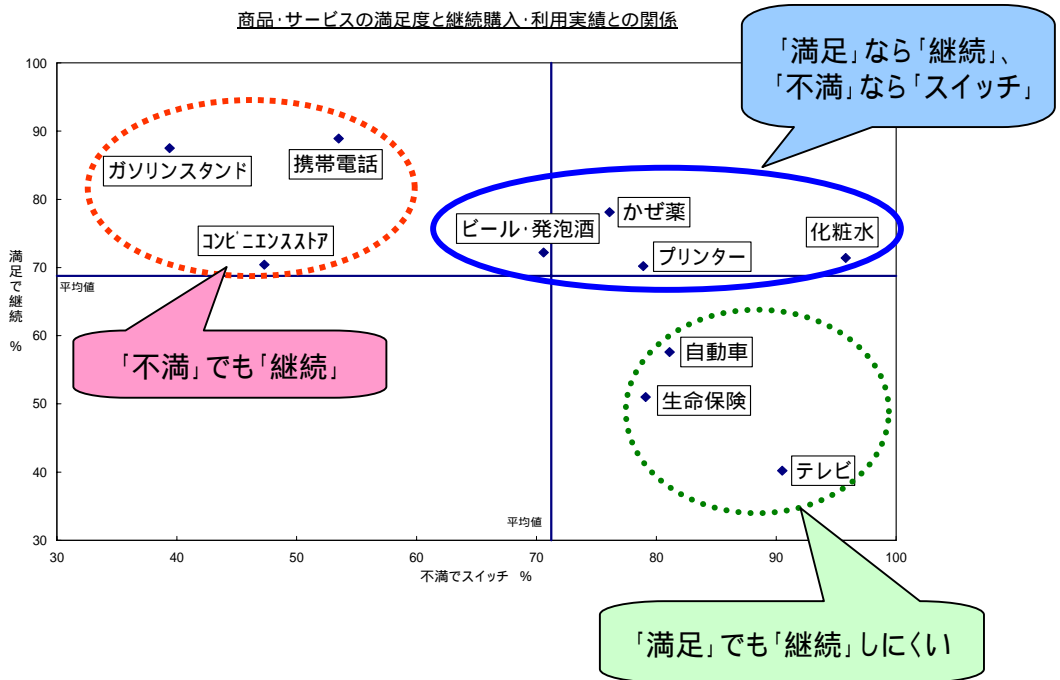 商品･サービスの満足度と継続購入･利用実績との関係
「満足」なら「継続」、
「不満」なら「スイッチ」
100
90
80
70
60
50
40
30
満足で継続 %
ガソリンスタンド
携帯電話
コンビニエンスストア
ビール･発泡酒
かぜ薬
プリンター
化粧水
平均値
「不満」でも「継続」
自動車
生命保険
テレビ
平均値
30
40
50
60
70
80
90
100
不満でスイッチ %
「満足」でも「継続」しにくい